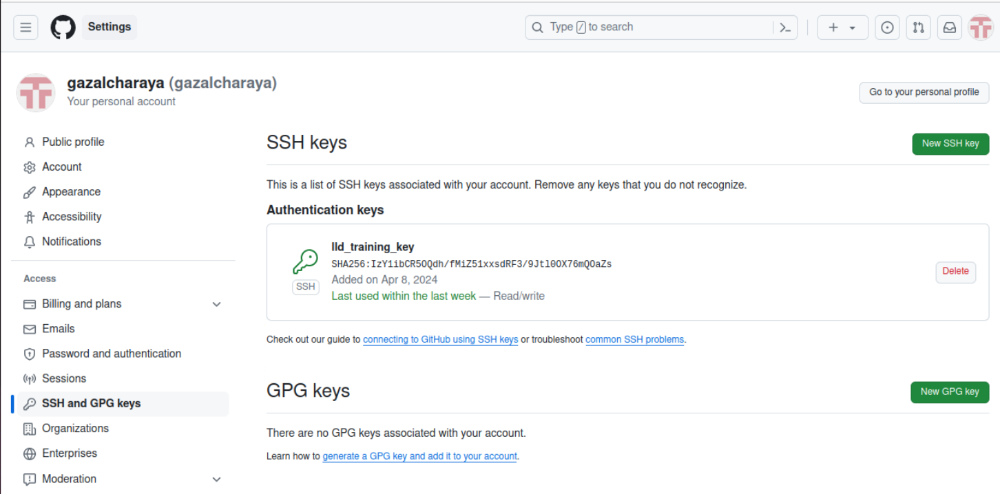 Settings
Type / to search
gazalcharaya (gazalcharaya)
Your personal account
Go to your personal profile
Public profile
Account
Appearance
Accessibility
Notifications
Access
Billing and plans
Emails
Password and authentication
Sessions
SSH and GPG keys
Organizations
Enterprises
Moderation
SSH keys
New SSH key
This is a list of SSH keys associated with your account. Remove any keys that you do not recognize.
Authentication keys
lld_training_key
SHA256:IzY1ibCR5OQdh/fMiZ51xxsdRF3/9Jtl0OX76mQOaZs
SSH
Added on Apr 8, 2024
Last used within the last week — Read/write
Delete
Check out our guide to connecting to GitHub using SSH keys or troubleshoot common SSH problems.
GPG keys
New GPG key
There are no GPG keys associated with your account.
Learn how to generate a GPG key and add it to your account.